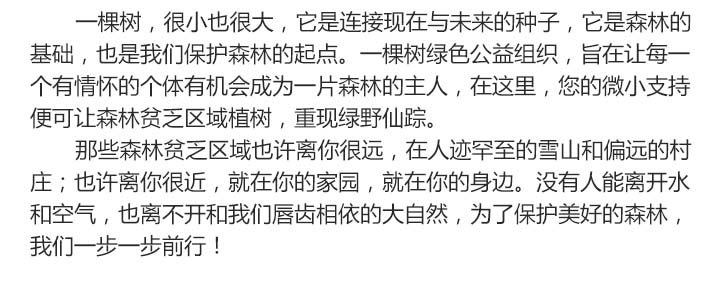 一棵树，很小也很大，它是连接现在与未来的种子，它是森林的
基础，也是我们保护森林的起点。一棵树绿色公益组织，旨在让每一
个有情怀的个体有机会成为一片森林的主人，在这里，您的微小支持
便可让森林贫乏区域植树，重现绿野仙踪。
那些森林贫乏区域也许离你很远，在人迹罕至的雪山和偏远的村
庄；也许离你很近，就在你的家园，就在你的身边。没有人能离开水
和空气，也离不开和我们唇齿相依的大自然，为了保护美好的森林，
我们一步一步前行！